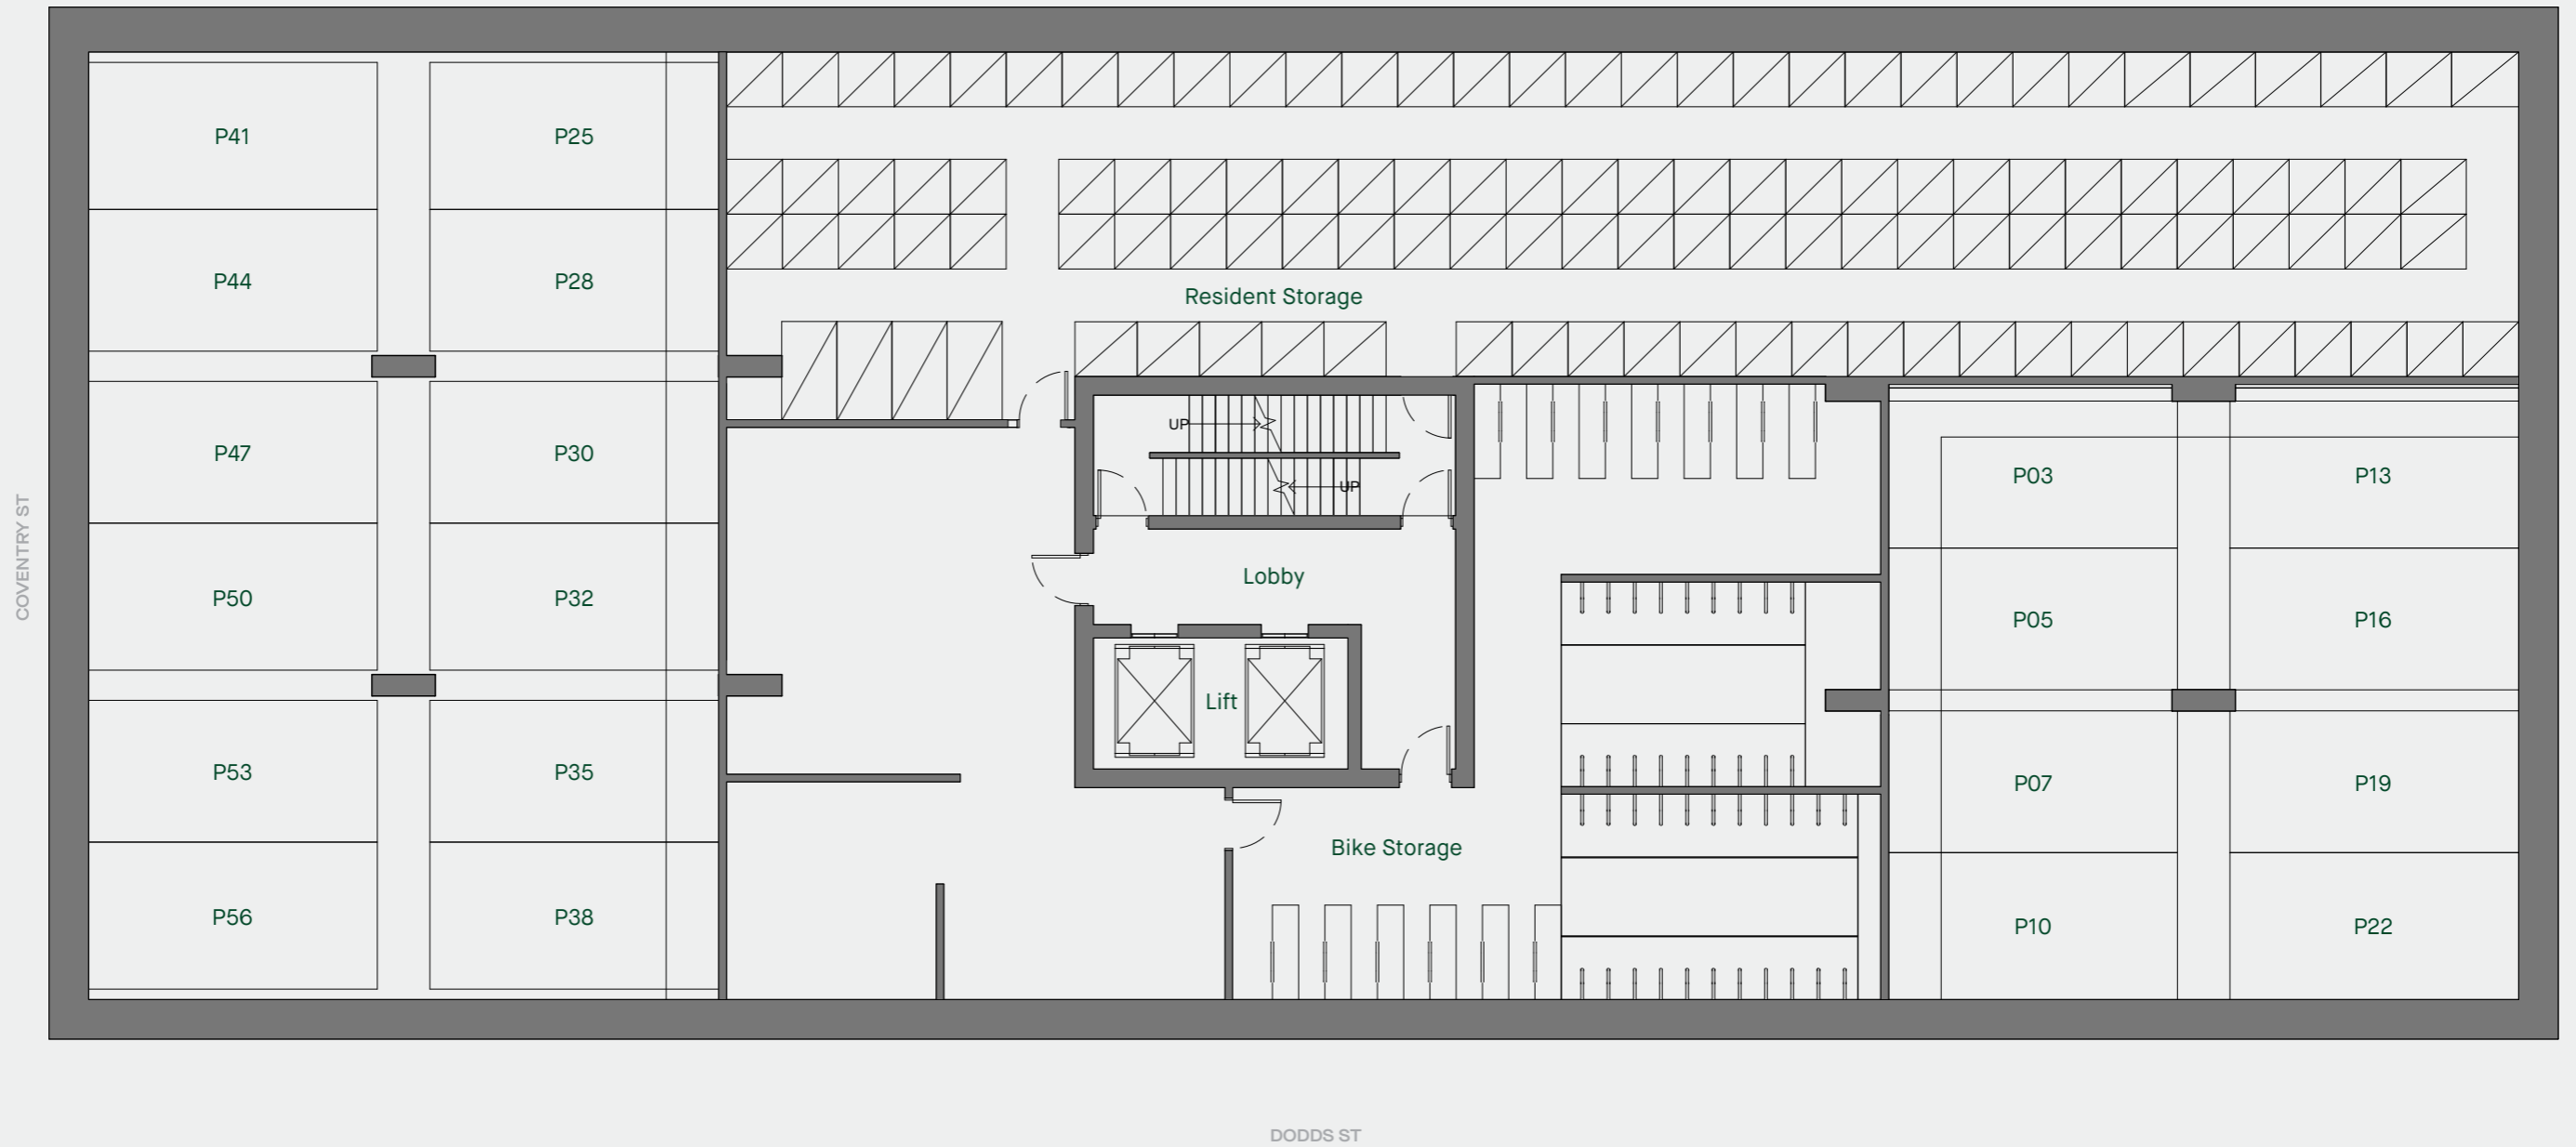 P41
P25
P44
P28
Resident Storage
UP
P47
P30
UP
P03
P13
COVENTRY ST
P50
P32
Lobby
P05
P16
Lift
P53
P35
P07
P19
Bike Storage
P56
P38
P10
P22
DODDS ST